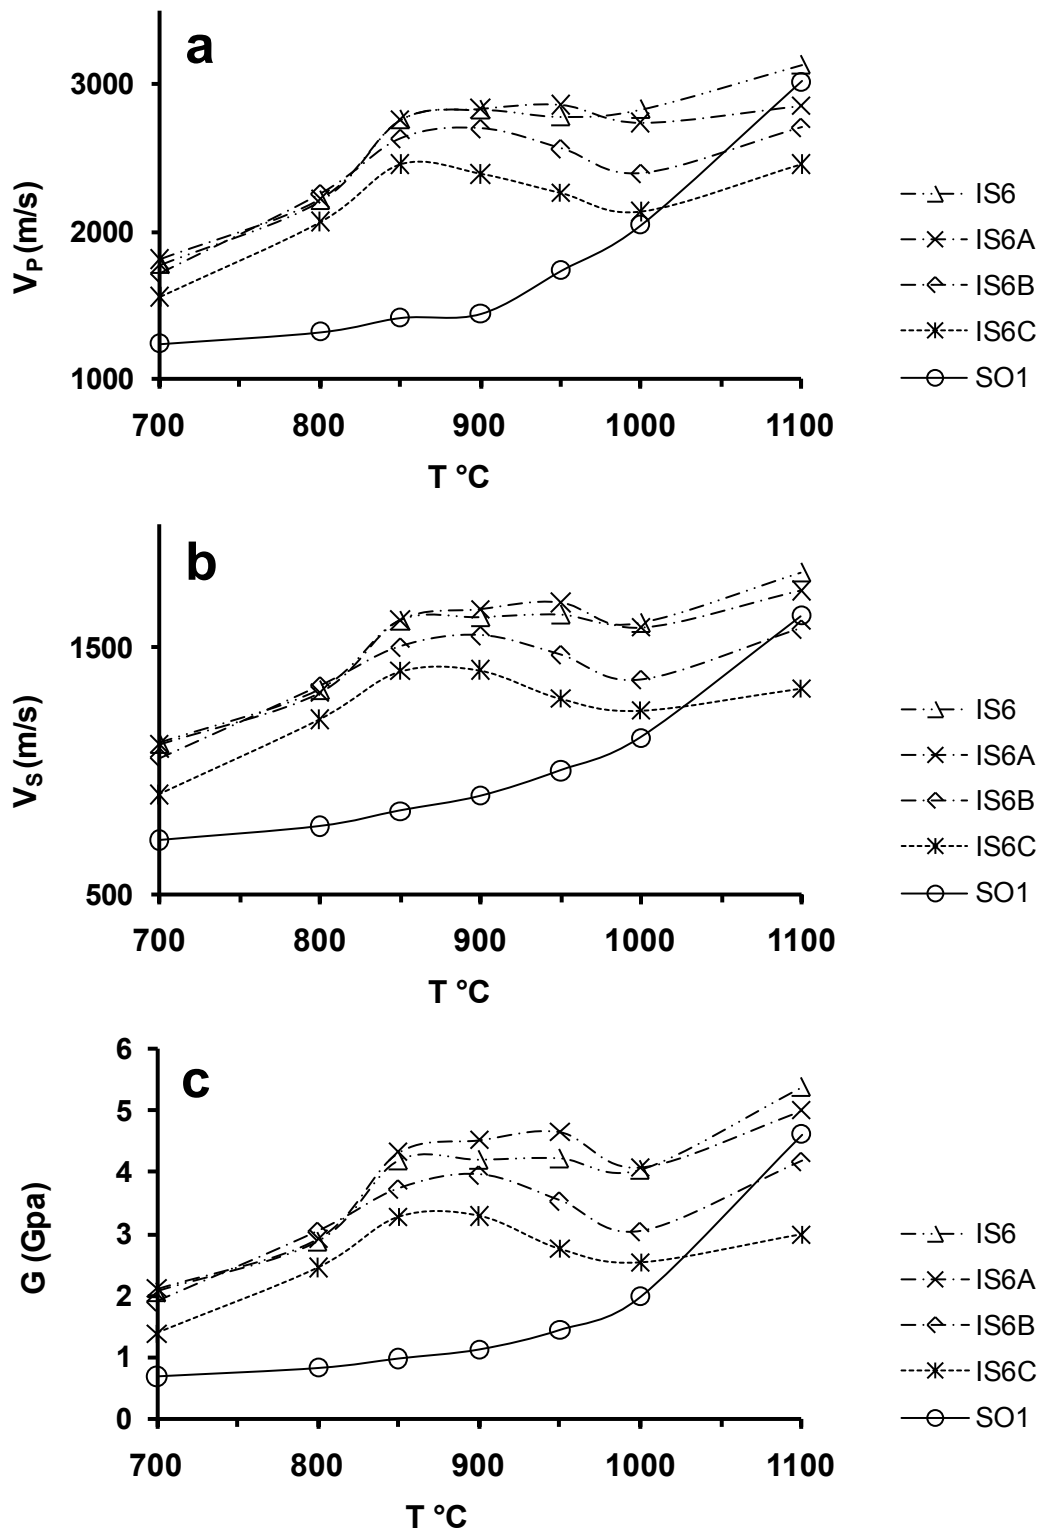 a
3000
2000
1000
V_P (m/s)
700 800 900 1000 1100
T °C
IS6
IS6A
IS6B
IS6C
SO1
b
1500
500
V_S (m/s)
700 800 900 1000 1100
T °C
IS6
IS6A
IS6B
IS6C
SO1
c
6
5
4
3
2
1
0
G (Gpa)
700 800 900 1000 1100
T °C
IS6
IS6A
IS6B
IS6C
SO1